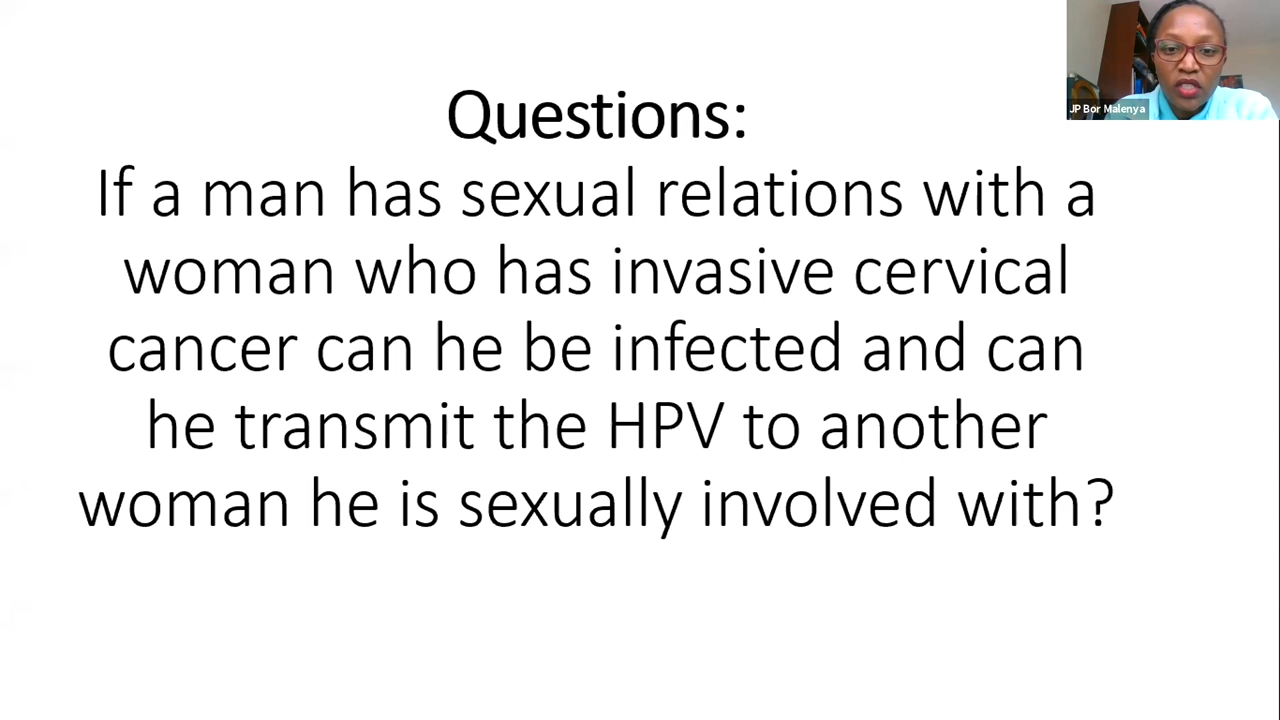 Questions:
If a man has sexual relations with a
woman who has invasive cervical
cancer can he be infected and can
he transmit the HPV to another
woman he is sexually involved with?
JP Bor Malenya